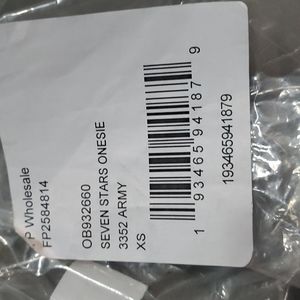 P Wholesale
FP2584814
OB932660
SEVEN STARS ONESIE
3352 ARMY
XS
1 93465 94187 9
193465941879